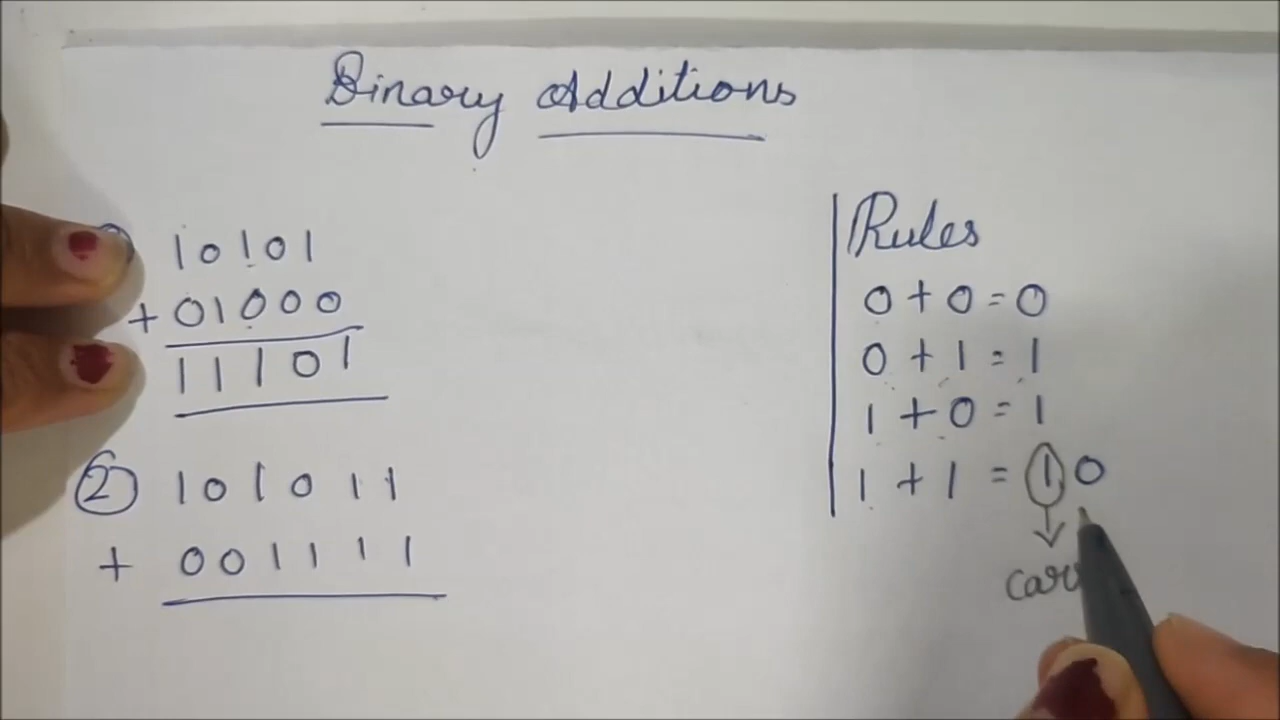 Binary Additions
10101
+ 01000
11101
② 101011
+ 001111
Rules
0 + 0 = 0
0 + 1 = 1
1 + 0 = 1
1 + 1 = 10